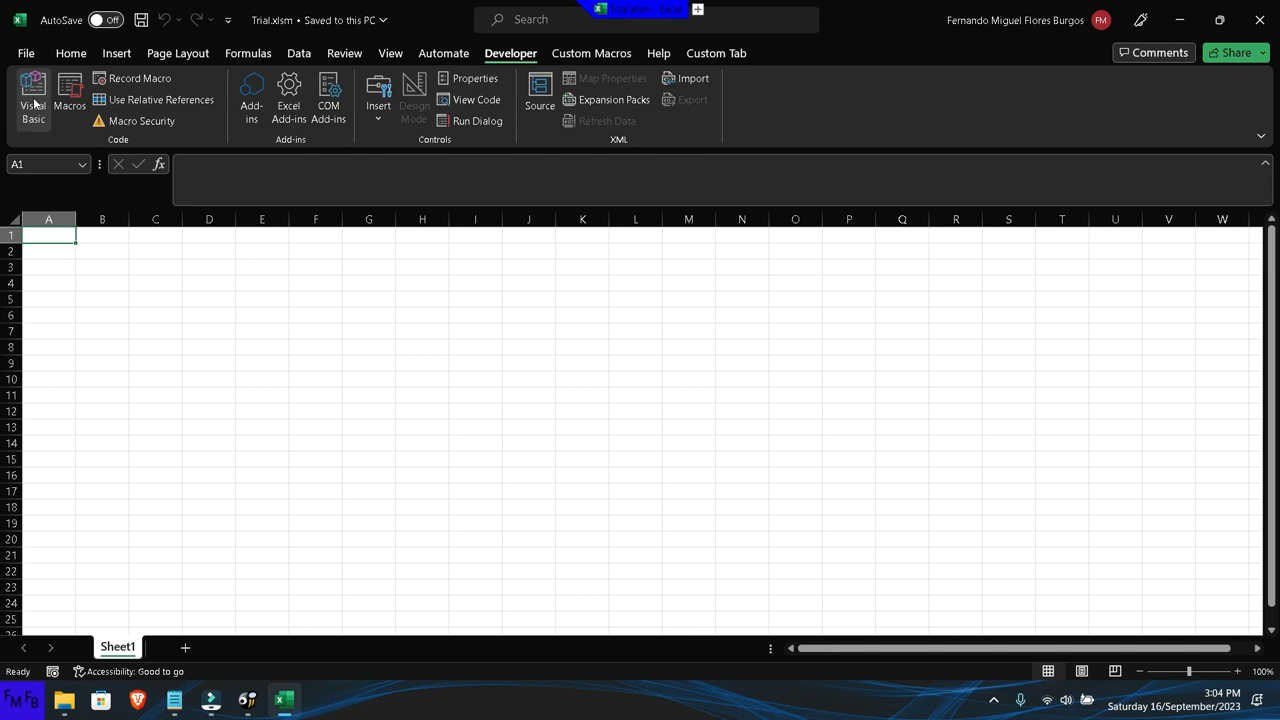 AutoSave Off Trial.xlsm • Saved to this PC Search Fernando Miguel Flores Burgos FM
File Home Insert Page Layout Formulas Data Review View Automate Developer Custom Macros Help Custom Tab Comments Share
Visual Basic Macros Record Macro Use Relative References Macro Security Code
Add-ins Excel Add-ins COM Add-ins Add-ins
Insert Design Mode Properties View Code Run Dialog Controls
Source Map Properties Expansion Packs Refresh Data Import Export XML
A1 fx
A B C D E F G H I J K L M N O P Q R S T U V W
1
2
3
4
5
6
7
8
9
10
11
12
13
14
15
16
17
18
19
20
21
22
23
24
25
Sheet1
Ready Accessibility: Good to go 100%
FM FB 3:04 PM
Saturday 16/September/2023